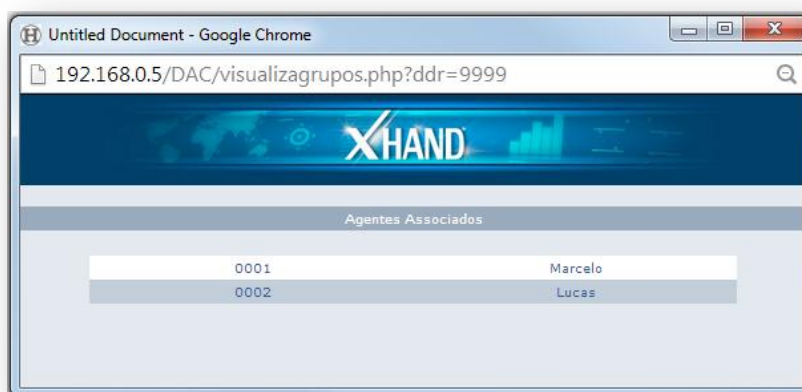 Untitled Document - Google Chrome
192.168.0.5/DAC/visualizagrupos.php?ddr=9999
XHAND
Agentes Associados
0001 Marcelo
0002 Lucas